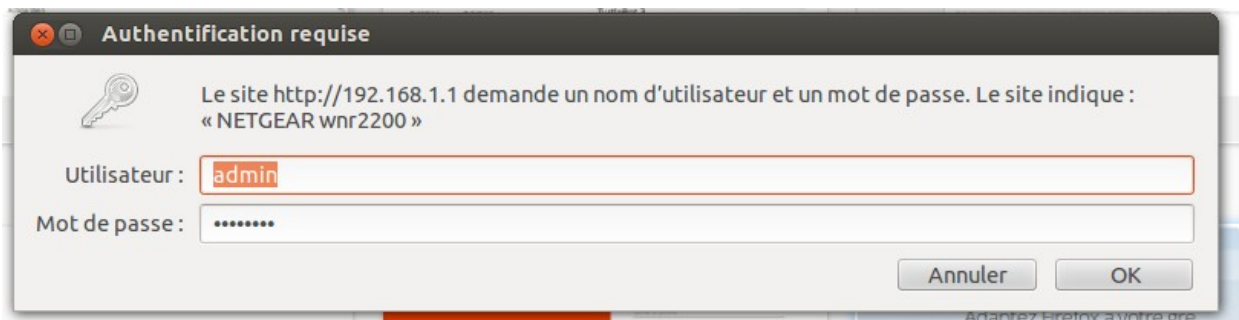 Authentification requise
Le site http://192.168.1.1 demande un nom d'utilisateur et un mot de passe. Le site indique :
« NETGEAR wnr2200 »
Utilisateur : admin
Mot de passe : ••••••••
Annuler OK
Adaptez Firefox à votre gré